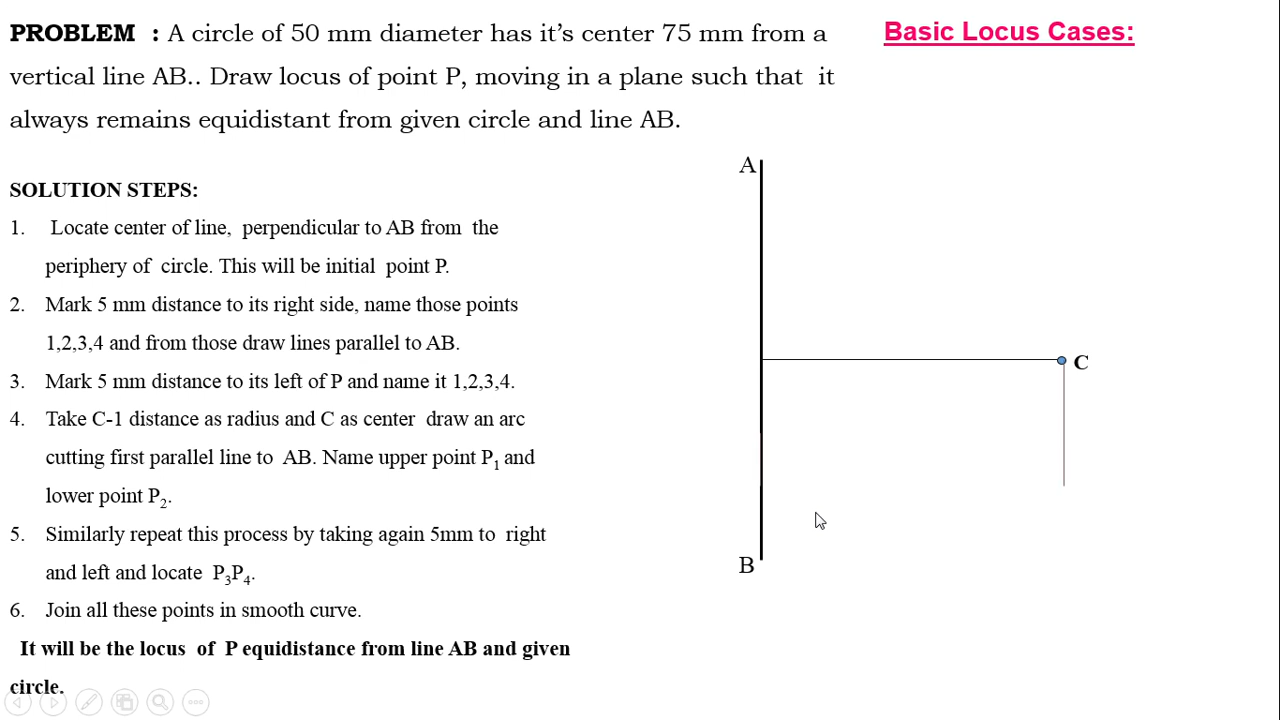 PROBLEM : A circle of 50 mm diameter has it’s center 75 mm from a
vertical line AB.. Draw locus of point P, moving in a plane such that it
always remains equidistant from given circle and line AB.
Basic Locus Cases:
SOLUTION STEPS:
1. Locate center of line, perpendicular to AB from the
periphery of circle. This will be initial point P.
2. Mark 5 mm distance to its right side, name those points
1,2,3,4 and from those draw lines parallel to AB.
3. Mark 5 mm distance to its left of P and name it 1,2,3,4.
4. Take C-1 distance as radius and C as center draw an arc
cutting first parallel line to AB. Name upper point P1 and
lower point P2.
5. Similarly repeat this process by taking again 5mm to right
and left and locate P3P4.
6. Join all these points in smooth curve.
It will be the locus of P equidistance from line AB and given
circle.
A
C
B